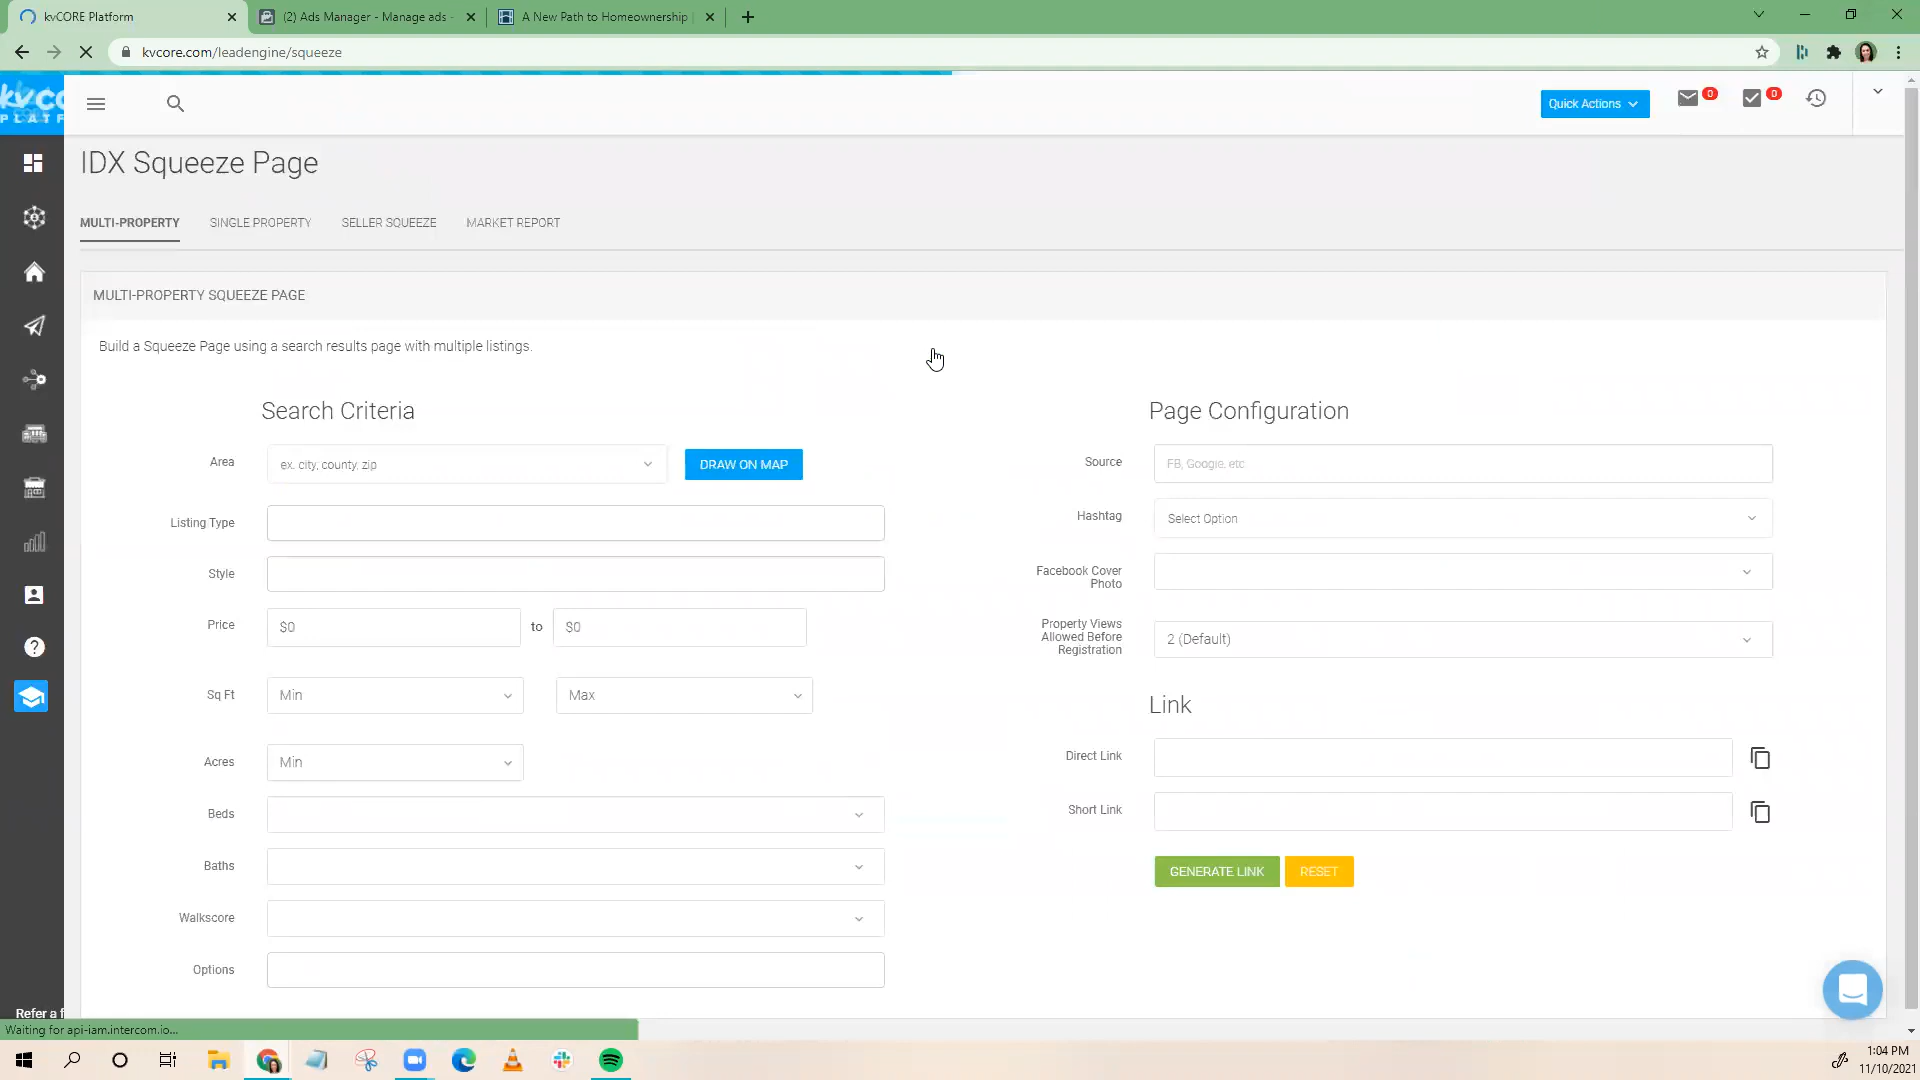 kvCORE Platform
(2) Ads Manager - Manage ads -
A New Path to Homeownership
kvcore.com/leadengine/squeeze
Quick Actions
0
0
IDX Squeeze Page
MULTI-PROPERTY
SINGLE PROPERTY
SELLER SQUEEZE
MARKET REPORT
MULTI-PROPERTY SQUEEZE PAGE
Build a Squeeze Page using a search results page with multiple listings.
Search Criteria
Area
ex. city, county, zip
DRAW ON MAP
Listing Type
Style
Price
$0
to
$0
Sq Ft
Min
Max
Acres
Min
Beds
Baths
Walkscore
Options
Page Configuration
Source
FB, Google, etc
Hashtag
Select Option
Facebook Cover
Photo
Property Views
Allowed Before
Registration
2 (Default)
Link
Direct Link
Short Link
GENERATE LINK
RESET
Refer a f
Waiting for api-iam.intercom.io...
1:04 PM
11/10/2021